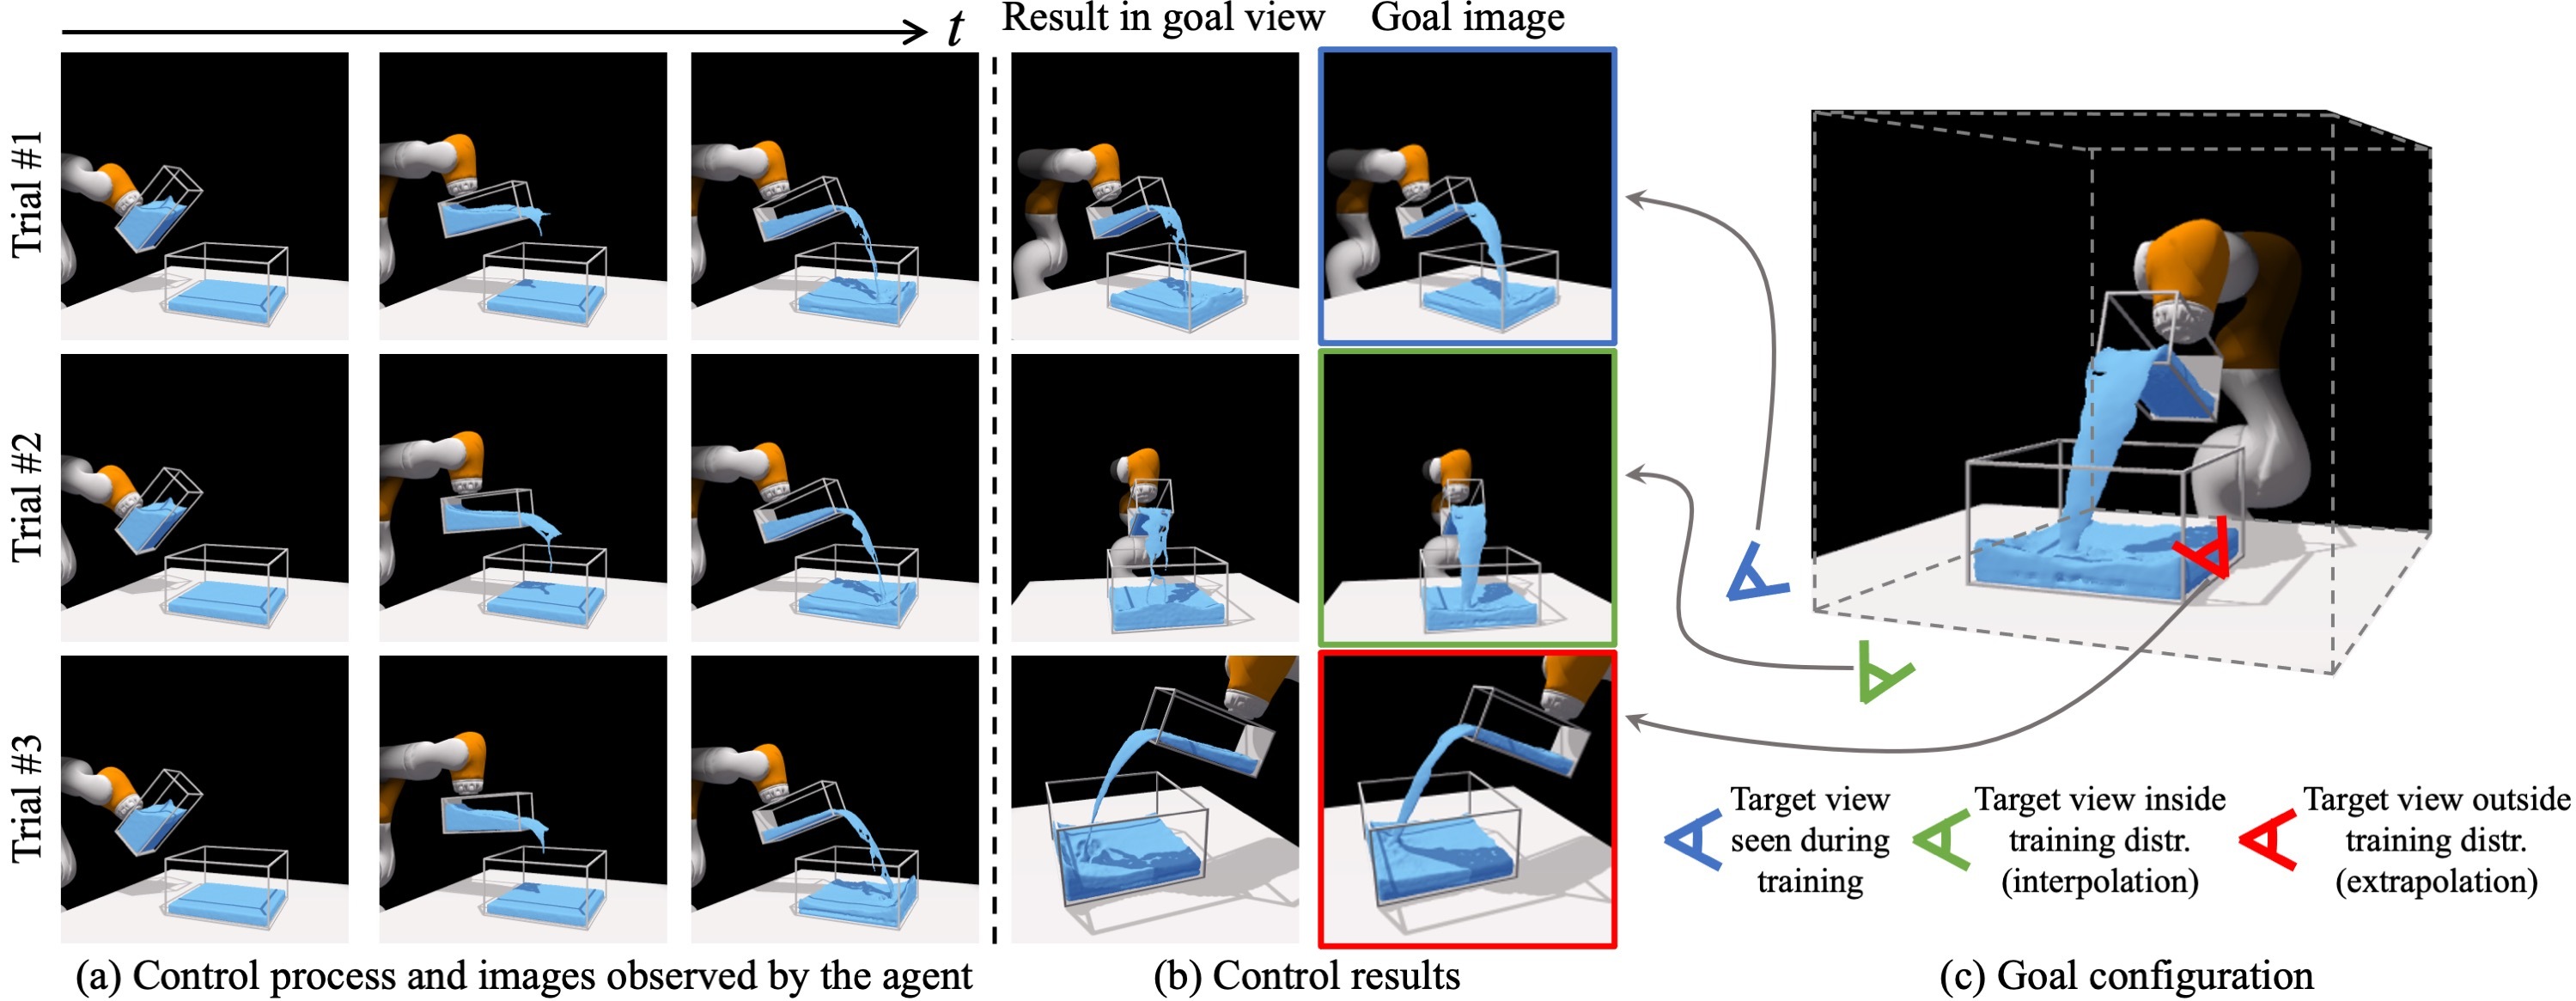 t
Result in goal view
Goal image
Trial #1
Trial #2
Trial #3
(a) Control process and images observed by the agent
(b) Control results
(c) Goal configuration
Target view
seen during
training
Target view inside
training distr.
(interpolation)
Target view outside
training distr.
(extrapolation)